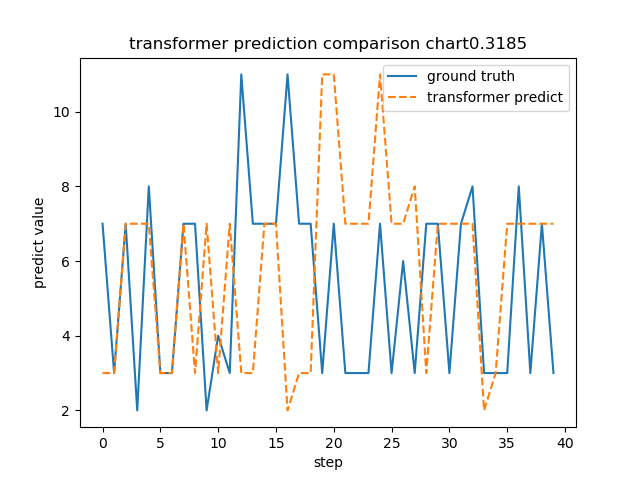 transformer prediction comparison chart0.3185
ground truth
transformer predict
predict value
10
8
6
4
2
0 5 10 15 20 25 30 35 40
step